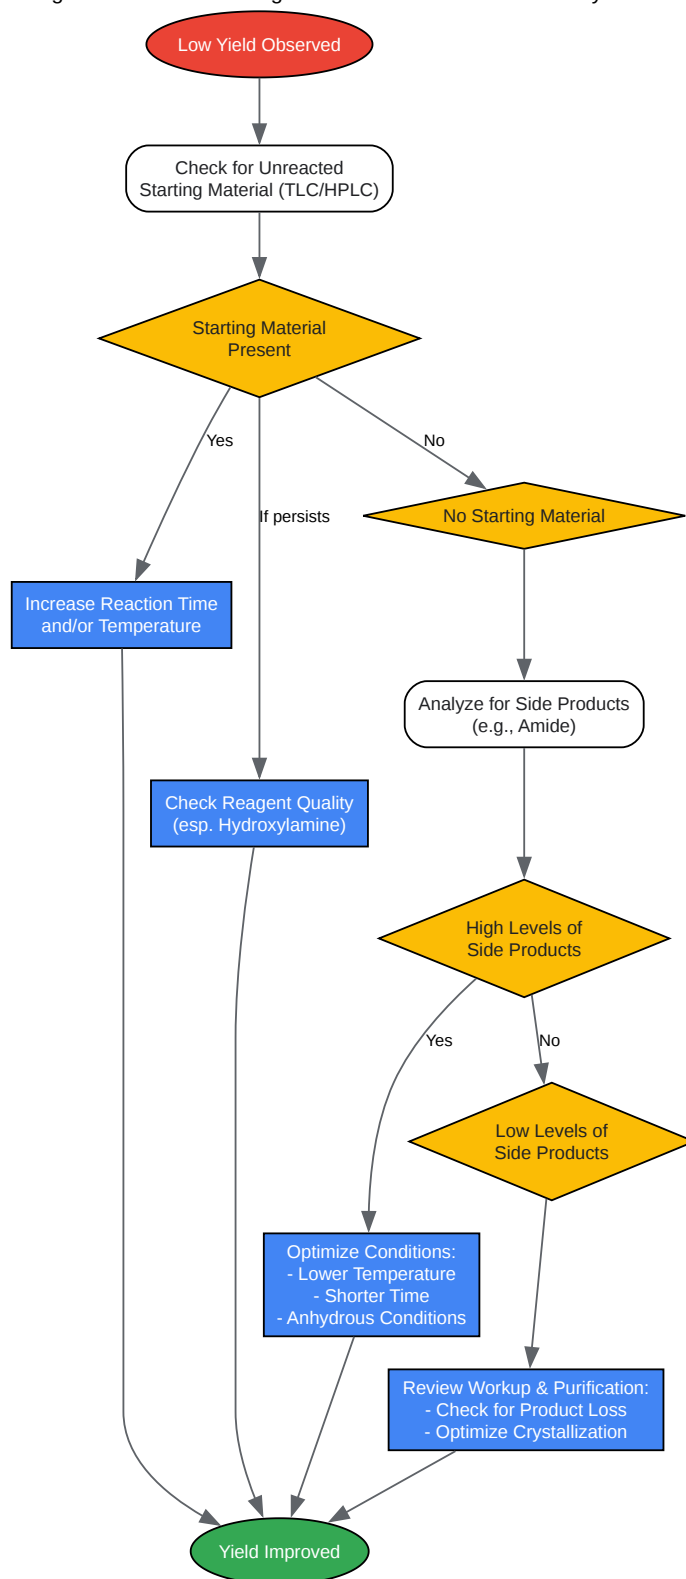 Low Yield Observed
Check for Unreacted
Starting Material (TLC/HPLC)
Starting Material
Present
Yes
No
If persists
No Starting Material
Increase Reaction Time
and/or Temperature
Analyze for Side Products
(e.g., Amide)
Check Reagent Quality
(esp. Hydroxylamine)
High Levels of
Side Products
Yes
No
Low Levels of
Side Products
Optimize Conditions:
- Lower Temperature
- Shorter Time
- Anhydrous Conditions
Review Workup & Purification:
- Check for Product Loss
- Optimize Crystallization
Yield Improved